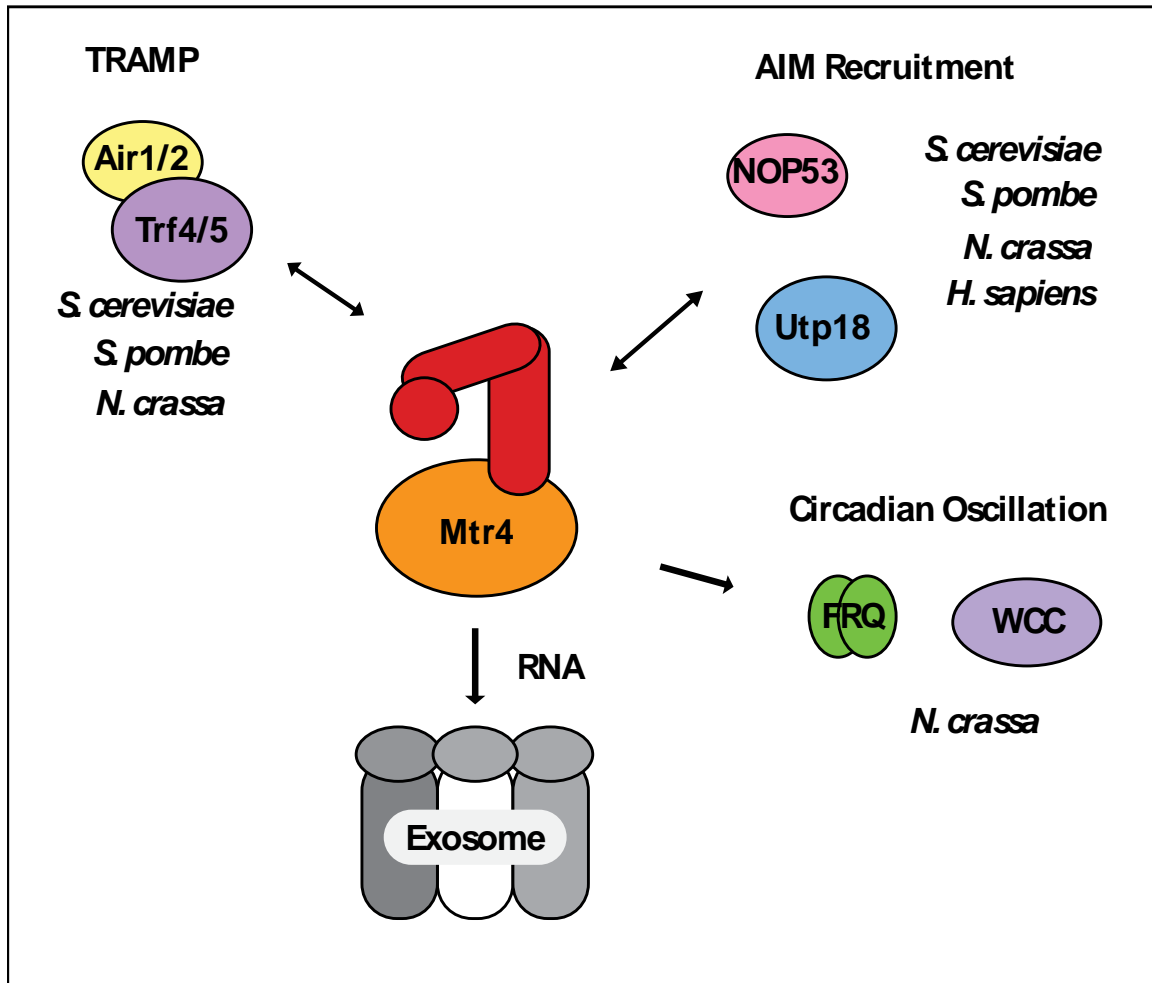 TRAMP
Air1/2
Trf4/5
S. cerevisiae
S. pombe
N. crassa
AIM Recruitment
NOP53
Utp18
S. cerevisiae
S. pombe
N. crassa
H. sapiens
Mtr4
Circadian Oscillation
FRQ
WCC
N. crassa
RNA
Exosome